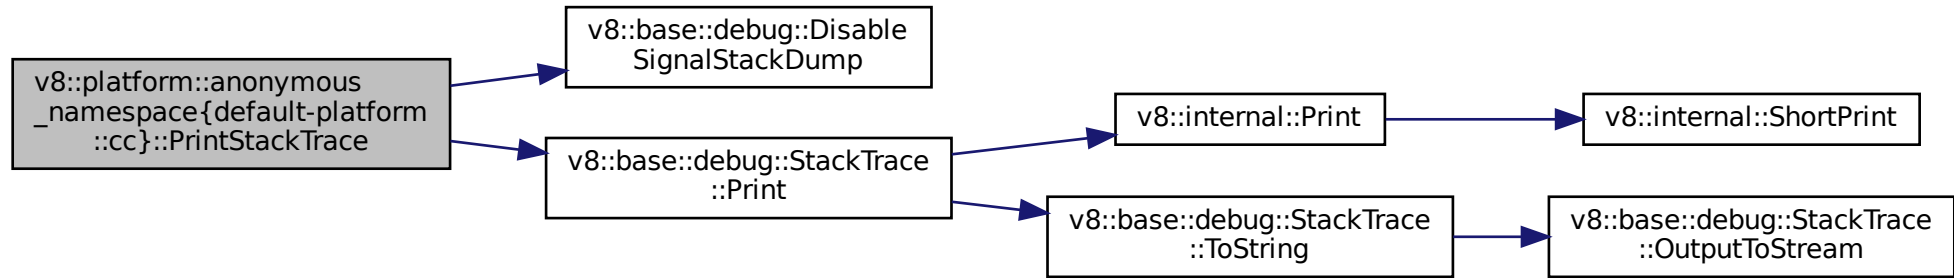 v8::platform::anonymous
_namespace{default-platform
::cc}::PrintStackTrace
v8::base::debug::Disable
SignalStackDump
v8::base::debug::StackTrace
::Print
v8::internal::Print
v8::internal::ShortPrint
v8::base::debug::StackTrace
::ToString
v8::base::debug::StackTrace
::OutputToStream